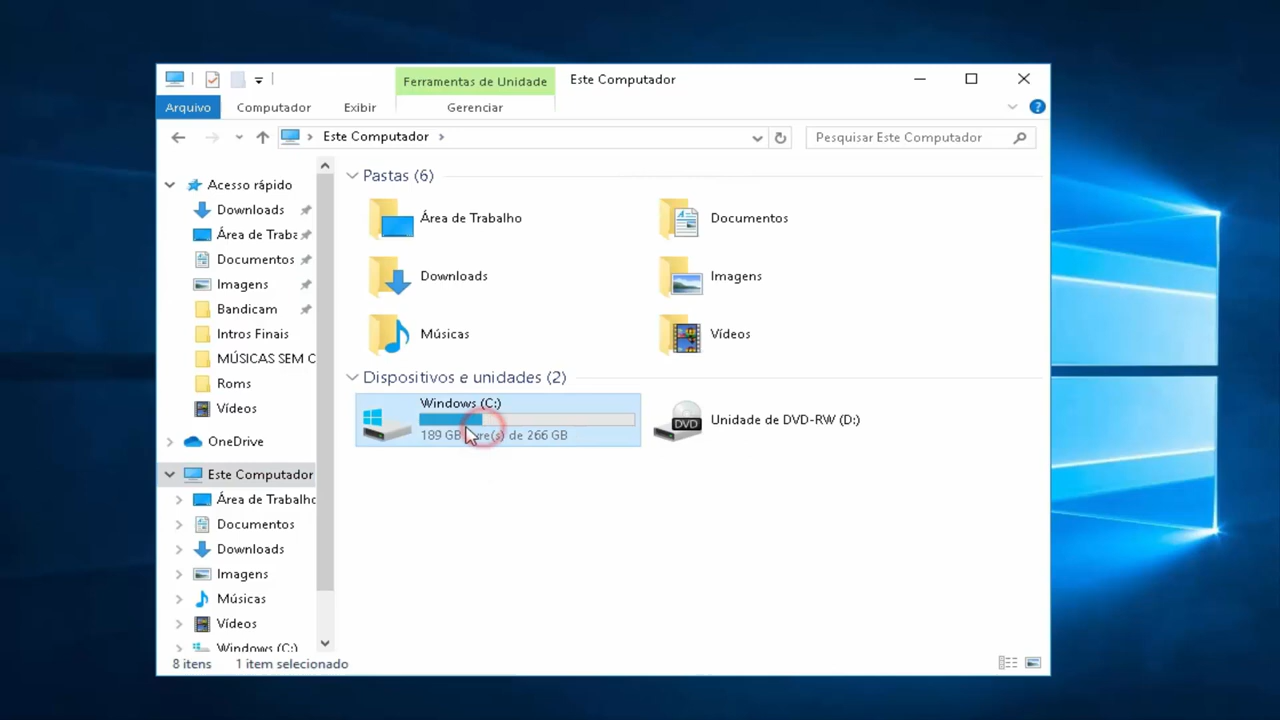 Ferramentas de Unidade
Este Computador
Arquivo
Computador
Exibir
Gerenciar
Este Computador
Pesquisar Este Computador
Acesso rápido
Downloads
Área de Traba
Documentos
Imagens
Bandicam
Intros Finais
MÚSICAS SEM C
Roms
Vídeos
OneDrive
Este Computador
Área de Trabalho
Documentos
Downloads
Imagens
Músicas
Vídeos
Windows (C:)
Pastas (6)
Área de Trabalho
Documentos
Downloads
Imagens
Músicas
Vídeos
Dispositivos e unidades (2)
Windows (C:)
189 GB de 266 GB
DVD
Unidade de DVD-RW (D:)
8 itens
1 item selecionado